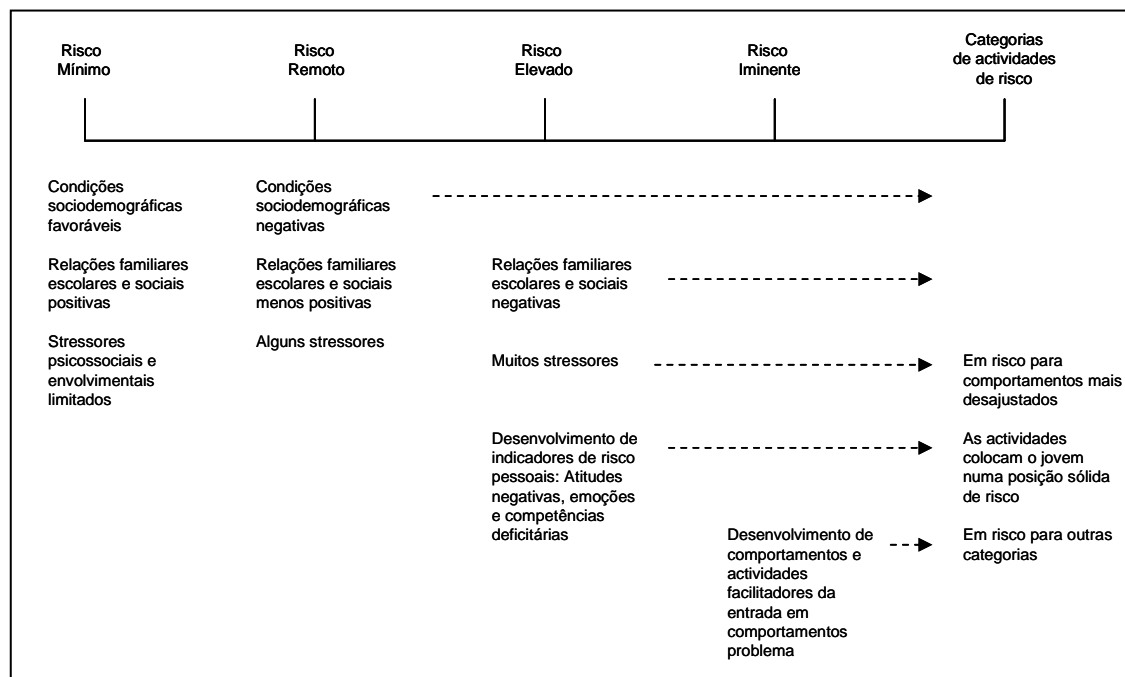 Risco
Mínimo
Risco
Remoto
Risco
Elevado
Risco
Iminente
Categorias
de actividades
de risco
Condições
sociodemográficas
favoráveis
Condições
sociodemográficas
negativas
Relações familiares
escolares e sociais
positivas
Relações familiares
escolares e sociais
menos positivas
Relações familiares
escolares e sociais
negativas
Stressores
psicossociais e
envolvimentais
limitados
Alguns stressores
Muitos stressores
Em risco para
comportamentos mais
desajustados
Desenvolvimento de
indicadores de risco
pessoais: Atitudes
negativas, emoções
e competências
deficitárias
As actividades
colocam o jovem
numa posição sólida
de risco
Desenvolvimento de
comportamentos e
actividades
facilitadores da
entrada em
comportamentos
problema
Em risco para outras
categorias